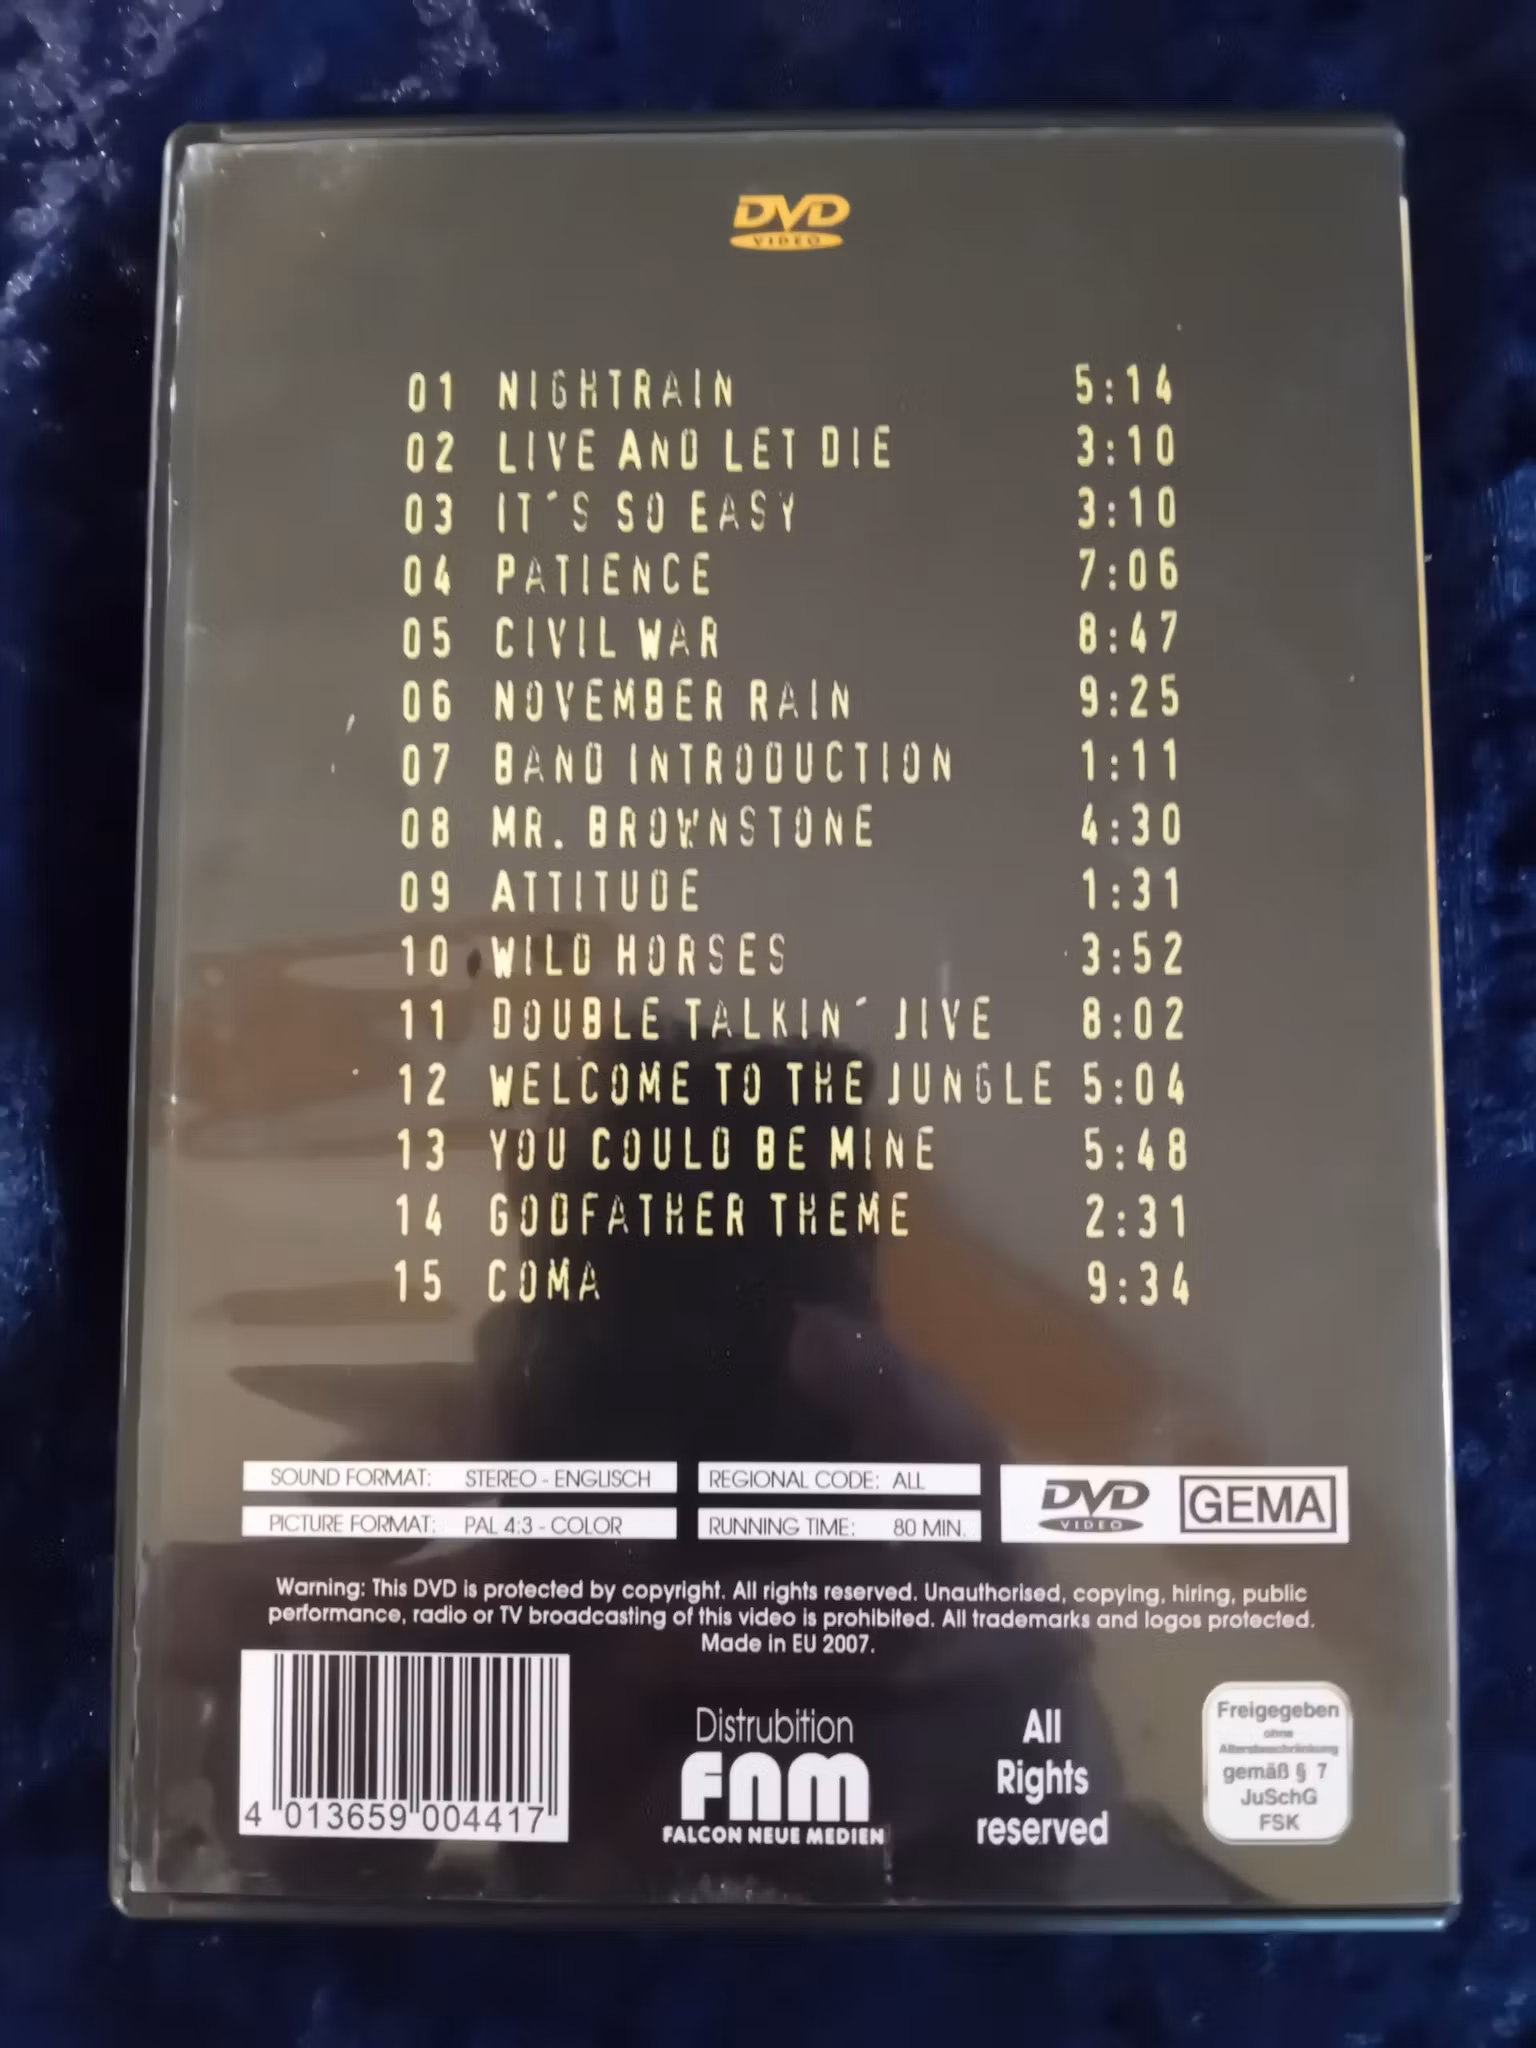 DVD
VIDEO
01 NIGHTRAIN 5:14
02 LIVE AND LET DIE 3:10
03 IT´S SO EASY 3:10
04 PATIENCE 7:06
05 CIVIL WAR 8:47
06 NOVEMBER RAIN 9:25
07 BAND INTRODUCTION 1:11
08 MR. BROWNSTONE 4:30
09 ATTITUDE 1:31
10 WILD HORSES 3:52
11 DOUBLE TALKIN´ JIVE 8:02
12 WELCOME TO THE JUNGLE 5:04
13 YOU COULD BE MINE 5:48
14 GODFATHER THEME 2:31
15 COMA 9:34
SOUND FORMAT: STEREO - ENGLISCH
PICTURE FORMAT: PAL 4:3 - COLOR
REGIONAL CODE: ALL
RUNNING TIME: 80 MIN.
DVD
VIDEO
GEMA
Warning: This DVD is protected by copyright. All rights reserved. Unauthorised, copying, hiring, public
performance, radio or TV broadcasting of this video is prohibited. All trademarks and logos protected.
Made in EU 2007.
4 013659 004417
Distrubition
FNM
FALCON NEUE MEDIEN
All
Rights
reserved
Freigegeben
ohne
Altersbeschränkung
gemäß § 7
JuSchG
FSK